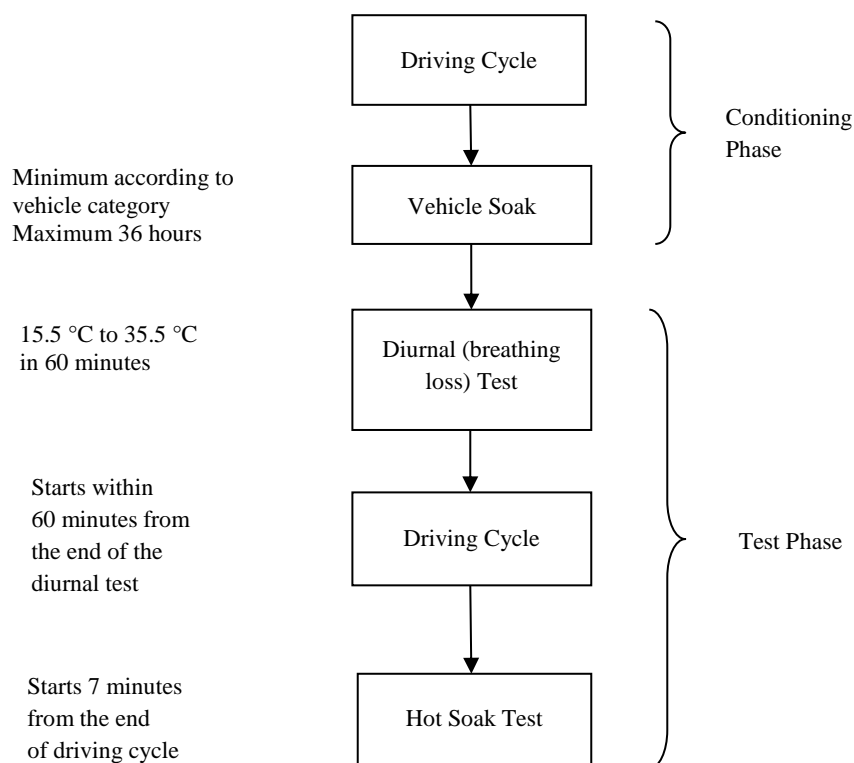 Driving Cycle
Conditioning
Phase
Minimum according to
vehicle category
Maximum 36 hours
Vehicle Soak
15.5 °C to 35.5 °C
in 60 minutes
Diurnal (breathing
loss) Test
Starts within
60 minutes from
the end of the
diurnal test
Driving Cycle
Test Phase
Starts 7 minutes
from the end
of driving cycle
Hot Soak Test